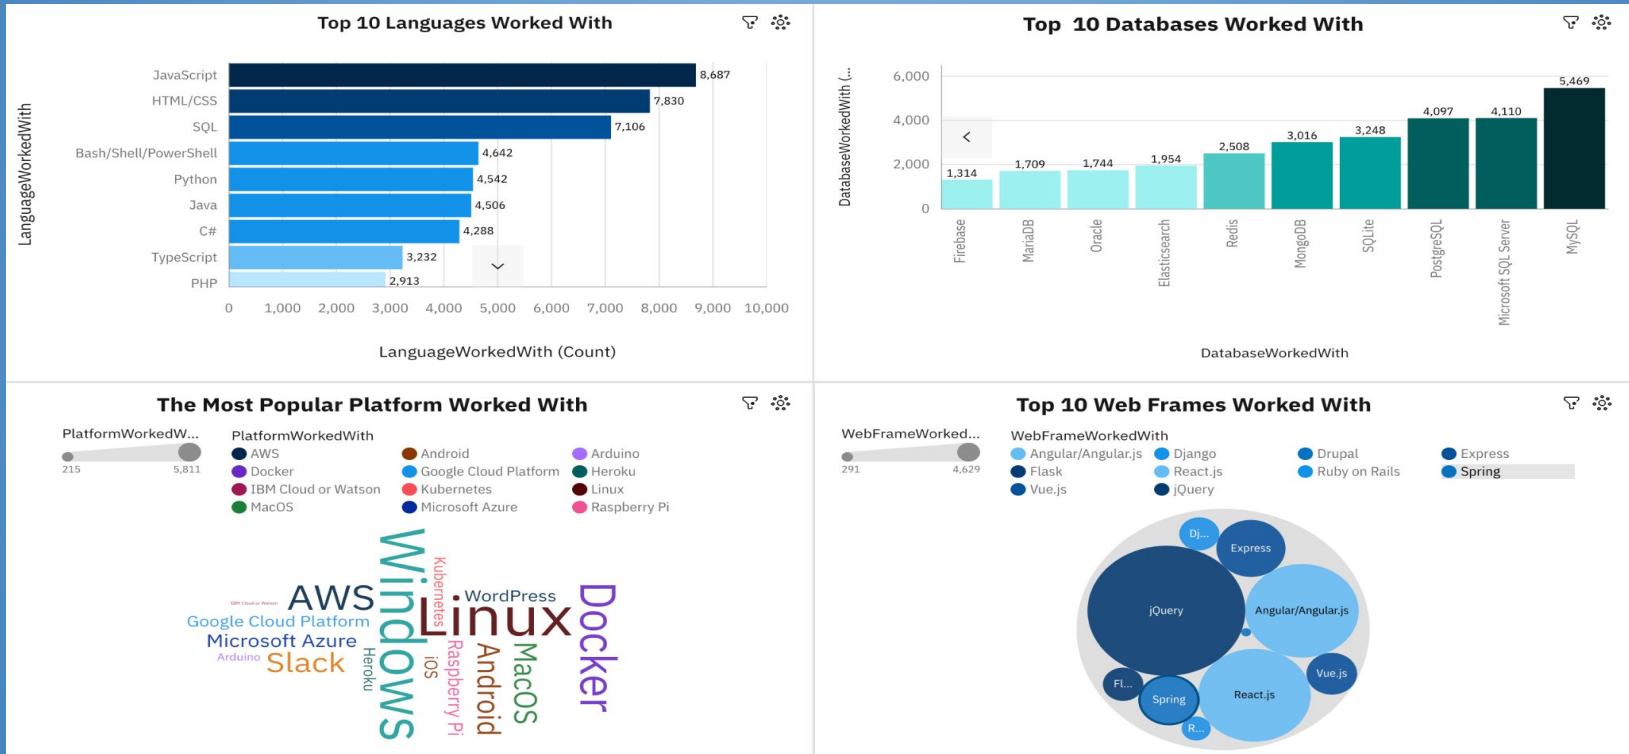 Top 10 Languages Worked With
LanguageWorkedWith
JavaScript 8,687
HTML/CSS 7,830
SQL 7,106
Bash/Shell/PowerShell 4,642
Python 4,542
Java 4,506
C# 4,288
TypeScript 3,232
PHP 2,913
0 1,000 2,000 3,000 4,000 5,000 6,000 7,000 8,000 9,000 10,000
LanguageWorkedWith (Count)
Top 10 Databases Worked With
DatabaseWorkedWith (...
6,000
4,000
2,000
0
1,314 1,709 1,744 1,954 2,508 3,016 3,248 4,097 4,110 5,469
Firebase
MariaDB
Oracle
Elasticsearch
Redis
MongoDB
SQLite
PostgreSQL
Microsoft SQL Server
MySQL
DatabaseWorkedWith
The Most Popular Platform Worked With
PlatformWorkedW...
215 5,811
PlatformWorkedWith
AWS Android Arduino
Docker Google Cloud Platform Heroku
IBM Cloud or Watson Kubernetes Linux
MacOS Microsoft Azure Raspberry Pi
Windows
Kubernetes
AWS
WordPress
Docker
IBM Cloud or Watson
Linux
Google Cloud Platform
Microsoft Azure
Arduino
Slack
Heroku
iOS
Raspberry Pi
Android
MacOS
Top 10 Web Frames Worked With
WebFrameWorked...
291 4,629
WebFrameWorkedWith
Angular/Angular.js Django Drupal Express
Flask React.js Ruby on Rails Spring
Vue.js jQuery
Dj...
Express
jQuery
Angular/Angular.js
Vue.js
Fl...
Spring
React.js
R...